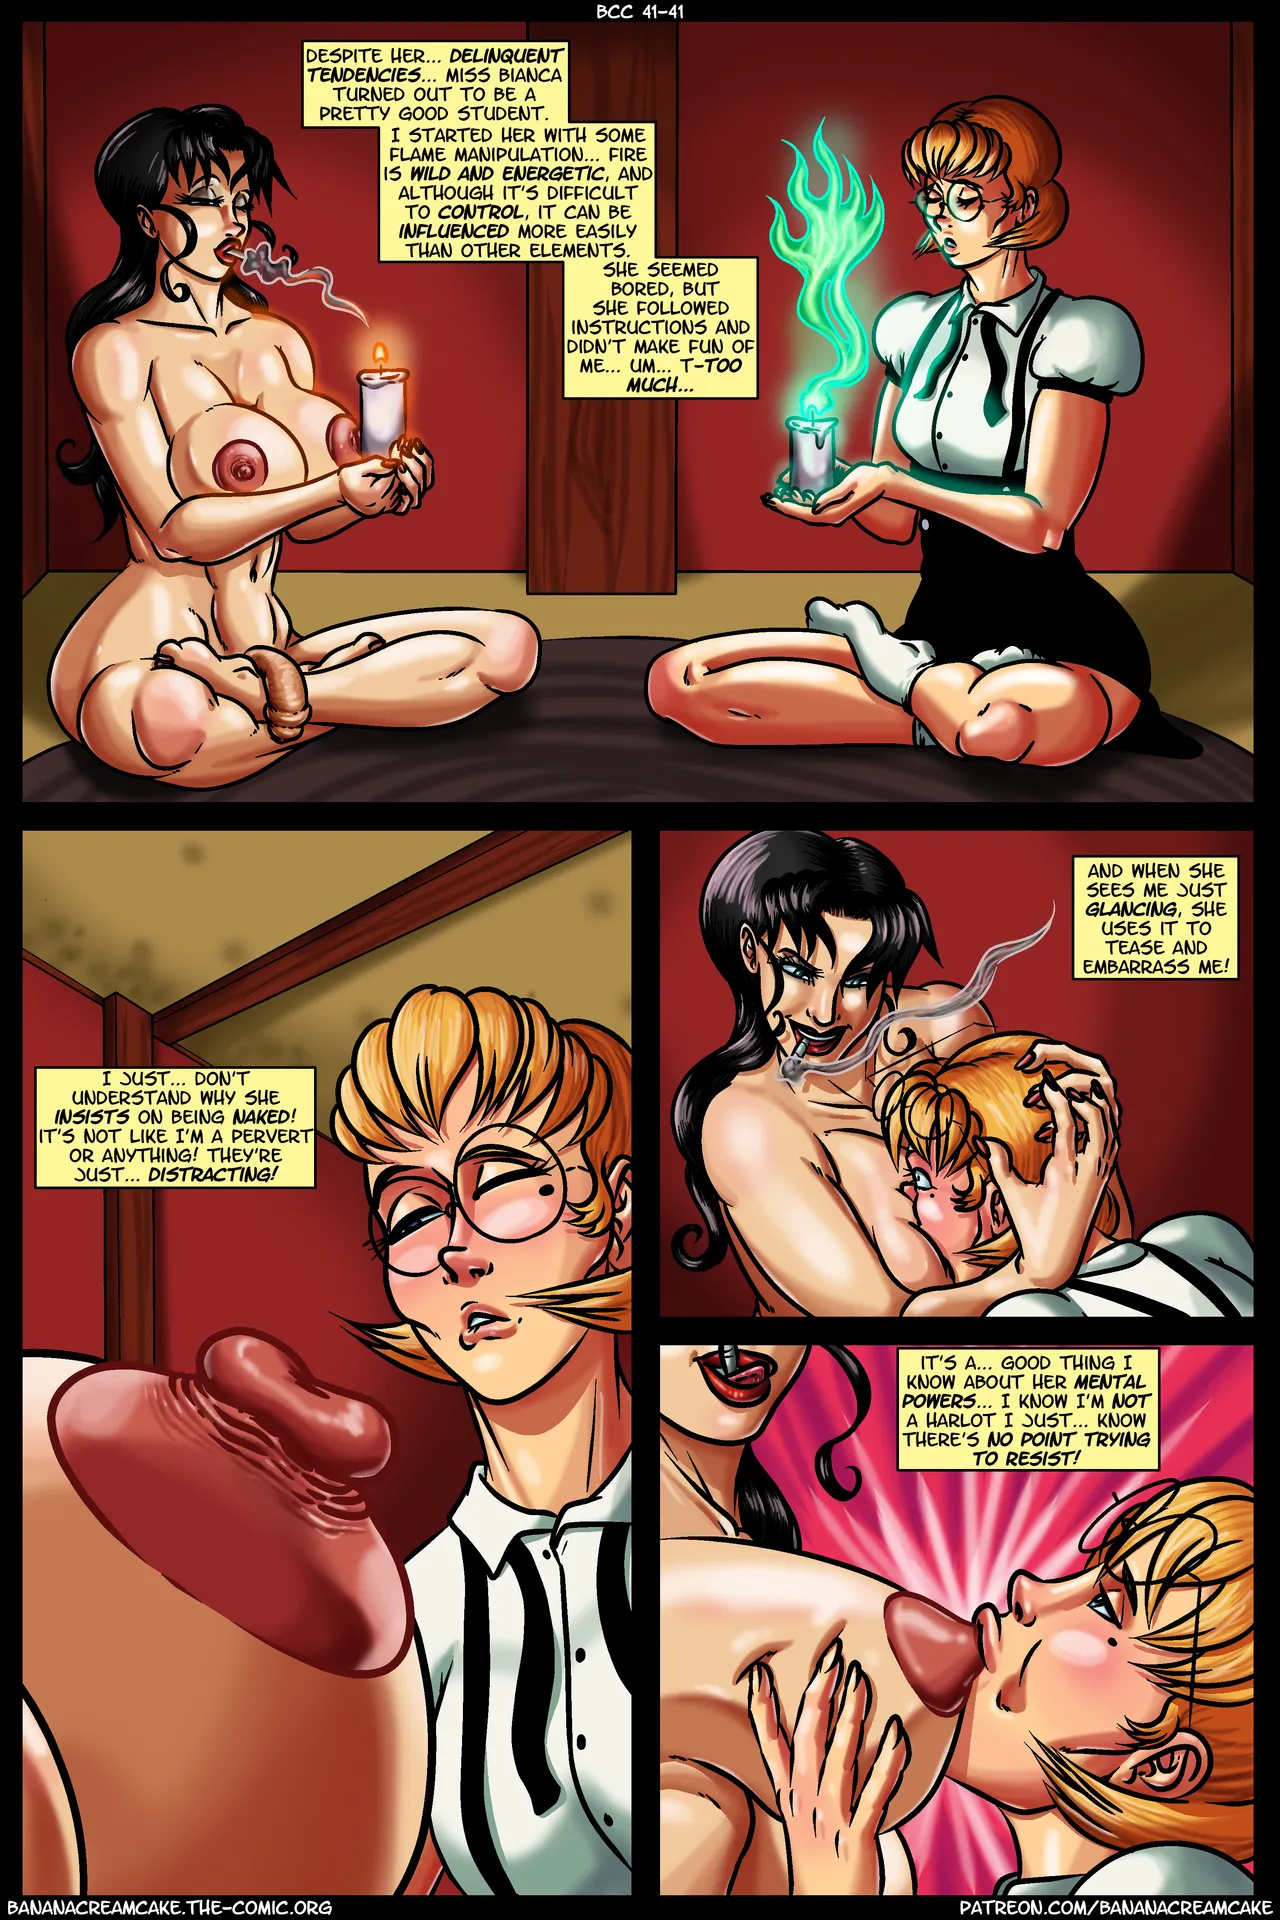 BCC 41-41
DESPITE HER... DELINQUENT
TENDENCIES... MISS BIANCA
TURNED OUT TO BE A
PRETTY GOOD STUDENT.
I STARTED HER WITH SOME
FLAME MANIPULATION... FIRE
IS WILD AND ENERGETIC, AND
ALTHOUGH IT'S DIFFICULT
TO CONTROL, IT CAN BE
INFLUENCED MORE EASILY
THAN OTHER ELEMENTS.
SHE SEEMED
BORED, BUT
SHE FOLLOWED
INSTRUCTIONS AND
DIDN'T MAKE FUN OF
ME... UM... T-TOO
MUCH...
I JUST... DON'T
UNDERSTAND WHY SHE
INSISTS ON BEING NAKED!
IT'S NOT LIKE I'M A PERVERT
OR ANYTHING! THEY'RE
JUST... DISTRACTING!
AND WHEN SHE
SEES ME JUST
GLANCING, SHE
USES IT TO
TEASE AND
EMBARRASS ME!
IT'S A... GOOD THING I
KNOW ABOUT HER MENTAL
POWERS... I KNOW I'M NOT
A HARLOT I JUST... KNOW
THERE'S NO POINT TRYING
TO RESIST!
BANANACREAMCAKE.THE-COMIC.ORG
PATREON.COM/BANANACREAMCAKE